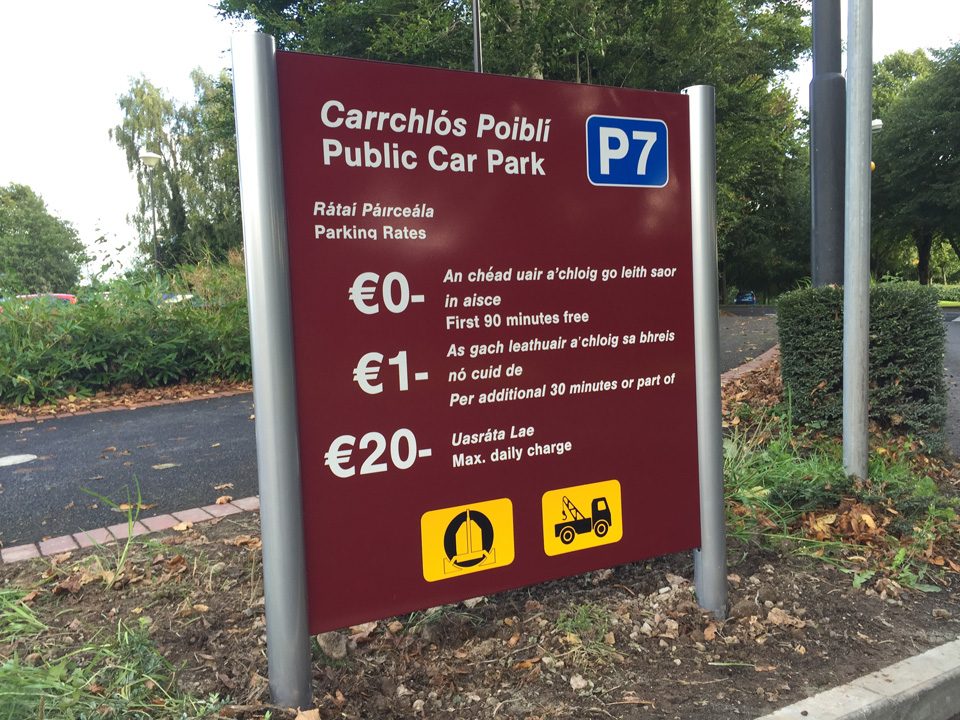 Carrchlós Poiblí
Public Car Park
P7
Rátaí Páirceála
Parking Rates
€0-
An chéad uair a'chloig go leith saor
in aisce
First 90 minutes free
€1-
As gach leathuair a'chloig sa bhreis
nó cuid de
Per additional 30 minutes or part of
€20-
Uasráta Lae
Max. daily charge